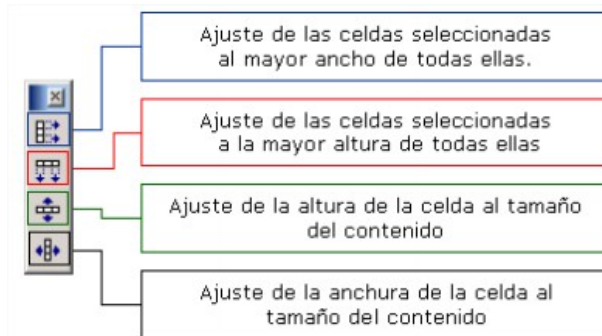 Ajuste de las celdas seleccionadas
al mayor ancho de todas ellas.
Ajuste de las celdas seleccionadas
a la mayor altura de todas ellas
Ajuste de la altura de la celda al tamaño
del contenido
Ajuste de la anchura de la celda al
tamaño del contenido